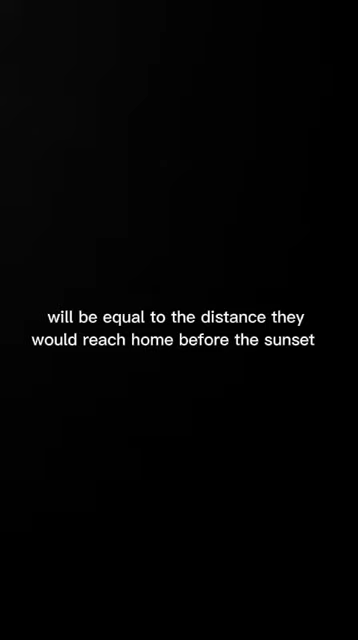 will be equal to the distance they
would reach home before the sunset